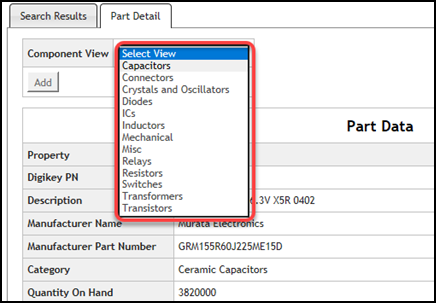 Search Results
Part Detail
Component View
Select View
Capacitors
Connectors
Crystals and Oscillators
Diodes
ICs
Inductors
Mechanical
Misc
Relays
Resistors
Switches
Transformers
Transistors
Add
Part Data
Property
Digikey PN
Description 6.3V X5R 0402
Manufacturer Name Murata Electronics
Manufacturer Part Number GRM155R60J225ME15D
Category Ceramic Capacitors
Quantity On Hand 3820000